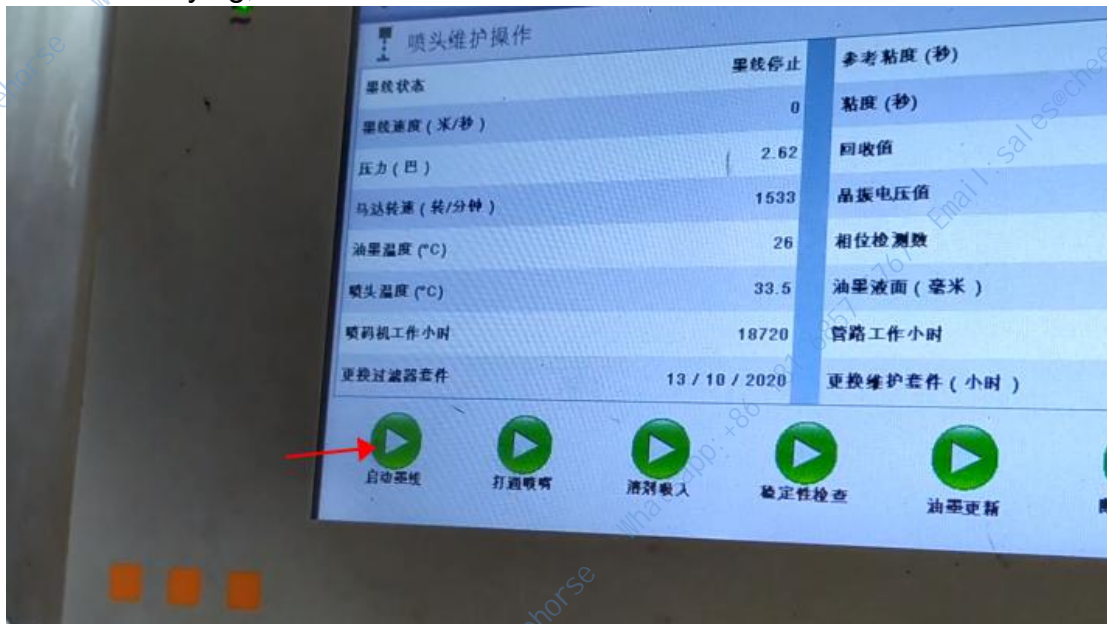 喷头维护操作
墨线状态 墨线停止
墨线速度 ( 米/秒 ) 0
压力 ( 巴 ) 2.62
马达转速 ( 转/分钟 ) 1533
油墨温度 (°C) 26
喷头温度 (°C) 33.5
喷码机工作小时 18720
更换过滤器套件 13 / 10 / 2020
参考粘度 (秒)
粘度 (秒)
回收值
晶振电压值
相位检测数
油墨液面 ( 毫米 )
管路工作小时
更换维护套件 ( 小时 )
启动墨线
打通喷嘴
溶剂吸入
稳定性检查
油墨更新
Email: sales@chee